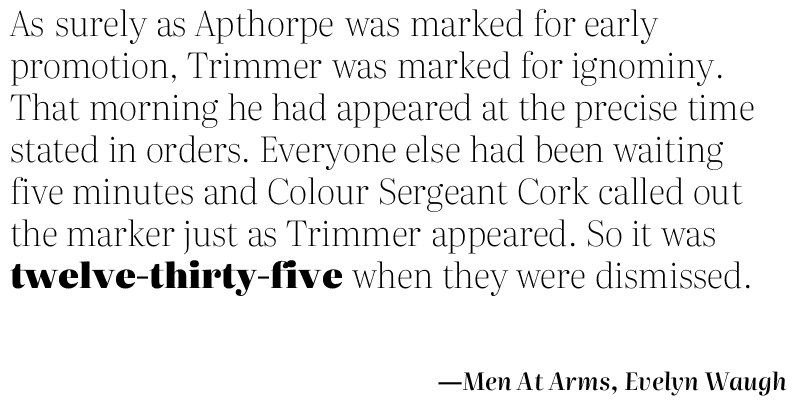 As surely as Apthorpe was marked for early
promotion, Trimmer was marked for ignominy.
That morning he had appeared at the precise time
stated in orders. Everyone else had been waiting
five minutes and Colour Sergeant Cork called out
the marker just as Trimmer appeared. So it was
twelve-thirty-five when they were dismissed.
—Men At Arms, Evelyn Waugh